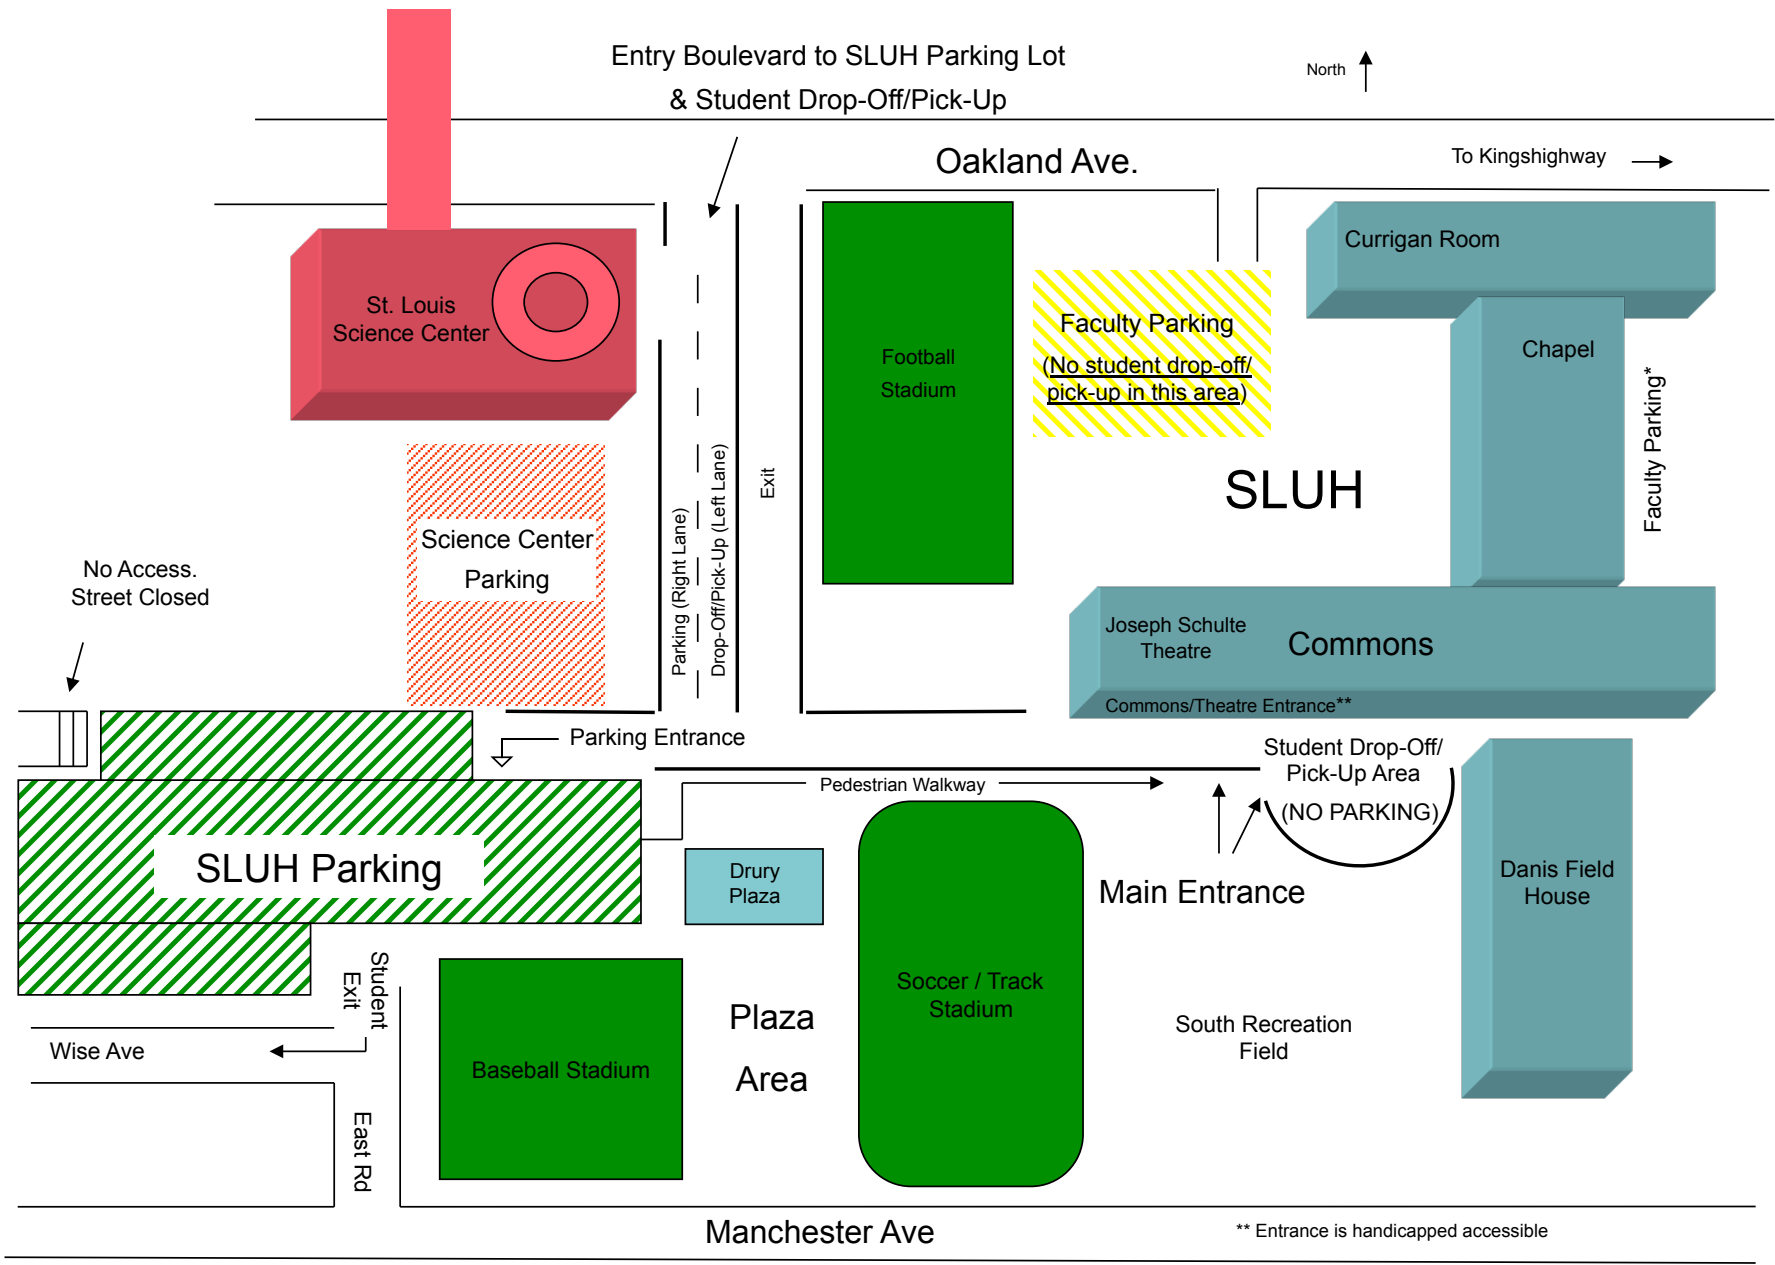 Entry Boulevard to SLUH Parking Lot
& Student Drop-Off/Pick-Up
North
Oakland Ave.
To Kingshighway
Currigan Room
St. Louis
Science Center
Faculty Parking
(No student drop-off/
pick-up in this area)
Football
Stadium
Chapel
Faculty Parking*
SLUH
Exit
Parking (Right Lane)
Drop-Off/Pick-Up (Left Lane)
Science Center
Parking
No Access.
Street Closed
Joseph Schulte
Theatre
Commons
Commons/Theatre Entrance**
Parking Entrance
Student Drop-Off/
Pick-Up Area
(NO PARKING)
Pedestrian Walkway
SLUH Parking
Drury
Plaza
Main Entrance
Danis Field
House
Student
Exit
Soccer / Track
Stadium
Plaza
Area
South Recreation
Field
Wise Ave
Baseball Stadium
East Rd
Manchester Ave
** Entrance is handicapped accessible